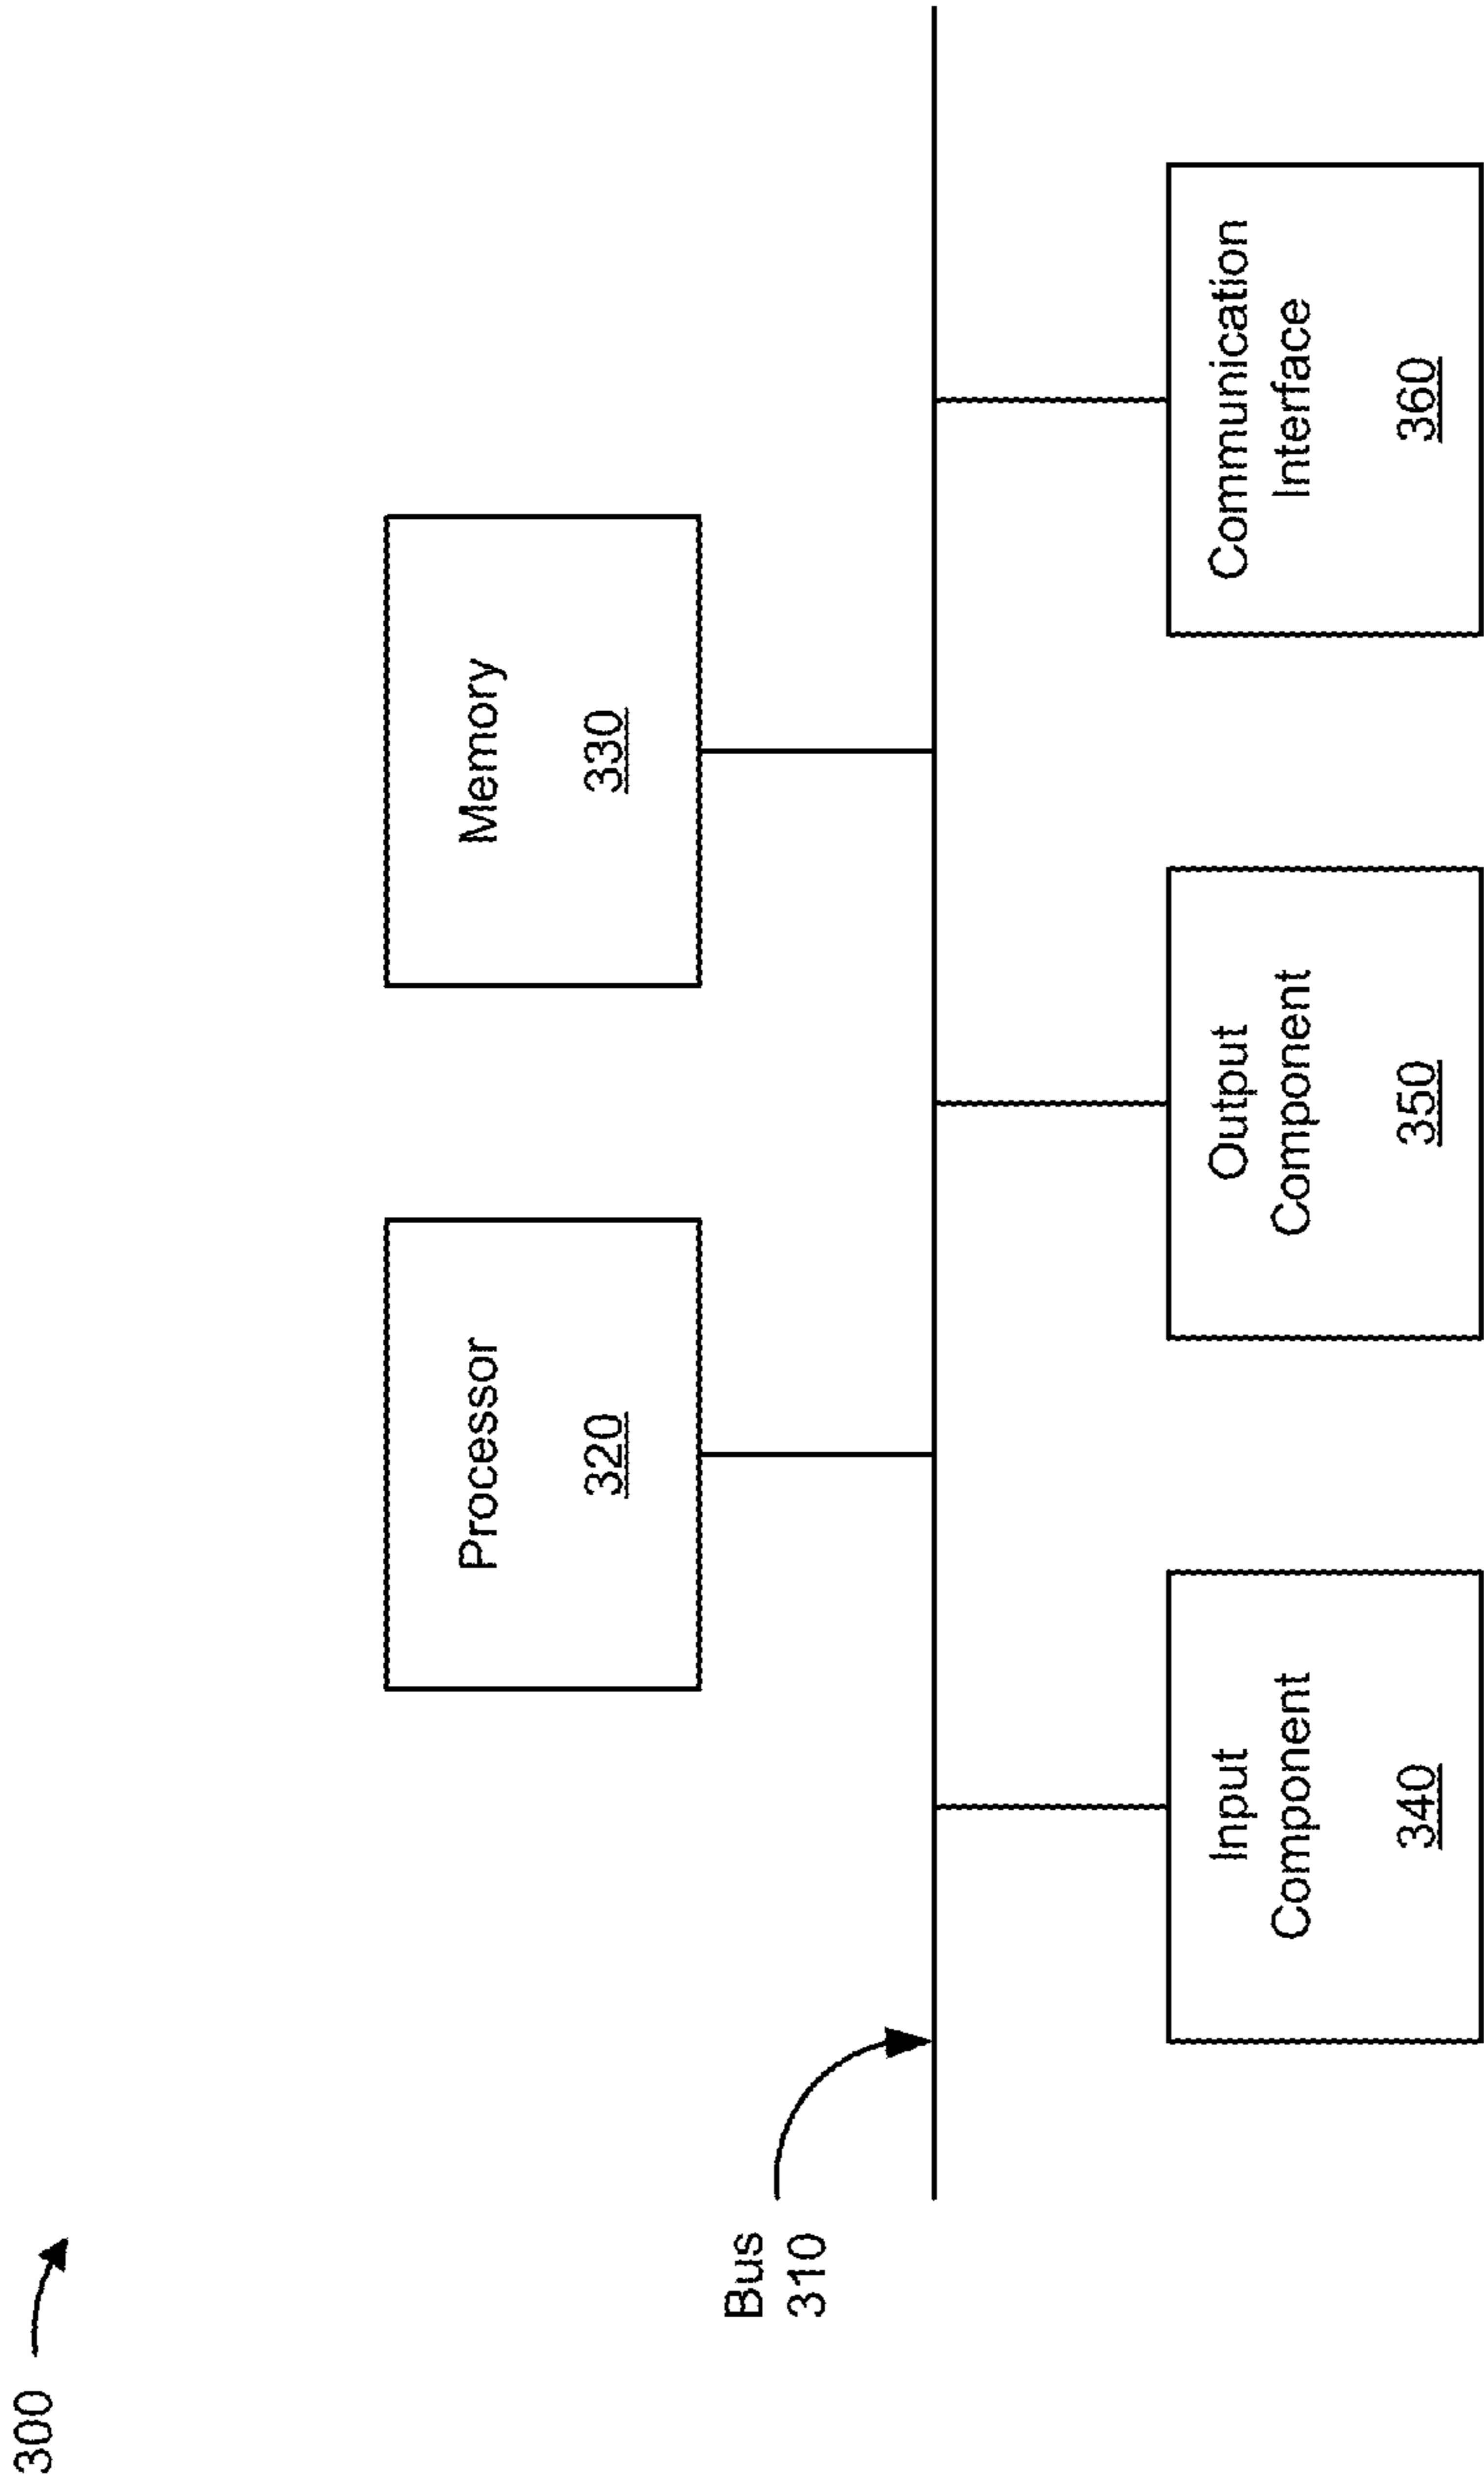 300
Processor
320
Memory
330
Bus
310
Input
Component
340
Output
Component
350
Communication
Interface
360